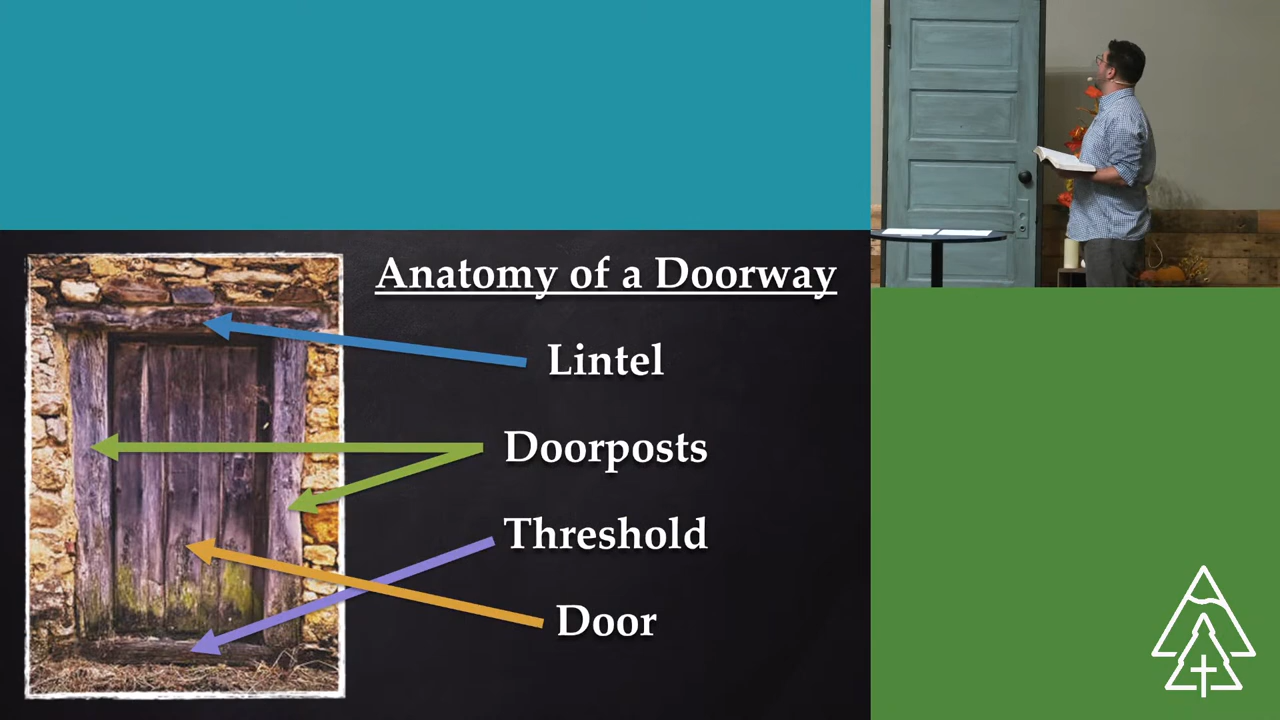 Anatomy of a Doorway
Lintel
Doorposts
Threshold
Door